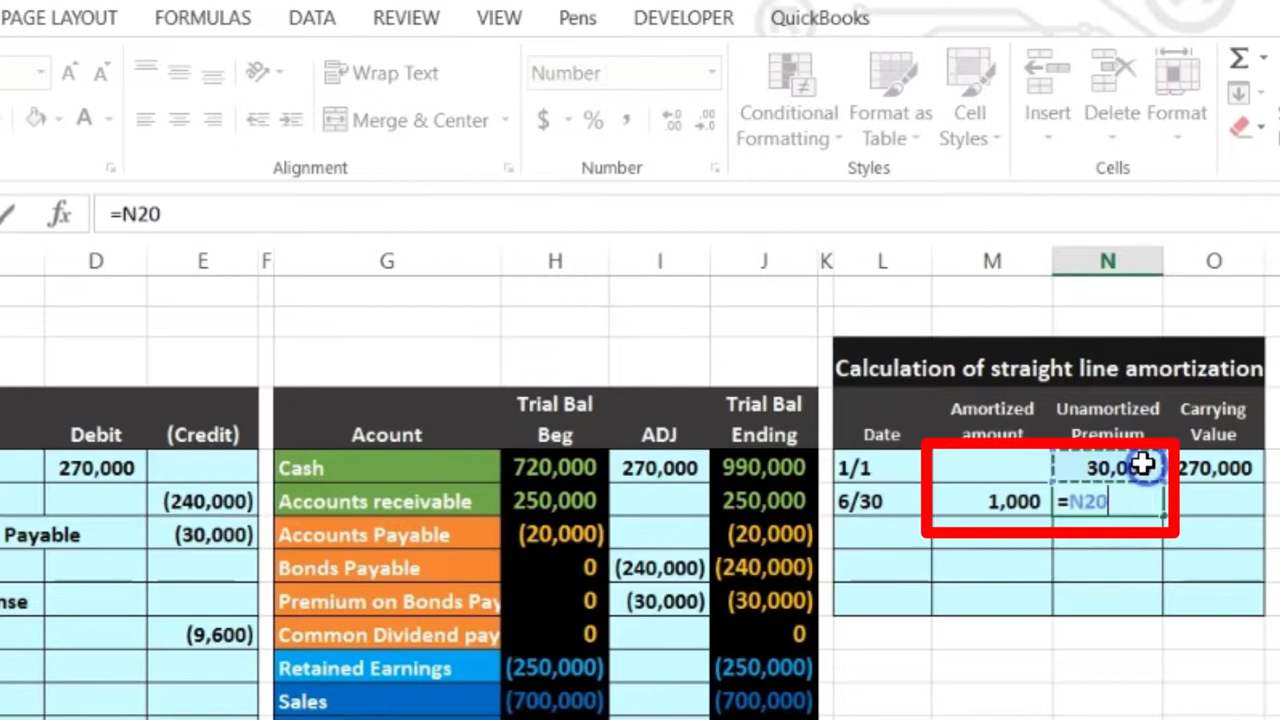 PAGE LAYOUT FORMULAS DATA REVIEW VIEW Pens DEVELOPER QuickBooks
A A Wrap Text Number Σ
A Merge & Center $ % , .00 .0 Conditional Formatting Format as Table Cell Styles Insert Delete Format
Alignment Number Styles Cells
fx =N20
D E F G H I J K L M N O
Calculation of straight line amortization
Debit (Credit) Acount Trial Bal Beg ADJ Trial Bal Ending Date Amortized amount Unamortized Premium Carrying Value
270,000 Cash 720,000 270,000 990,000 1/1 270,000
(240,000) Accounts receivable 250,000 250,000 6/30 1,000 =N20
Payable (30,000) Accounts Payable (20,000) (20,000)
Bonds Payable 0 (240,000) (240,000)
nse Premium on Bonds Pay 0 (30,000) (30,000)
(9,600) Common Dividend pay 0 0
Retained Earnings (250,000) (250,000)
Sales (700,000) (700,000)